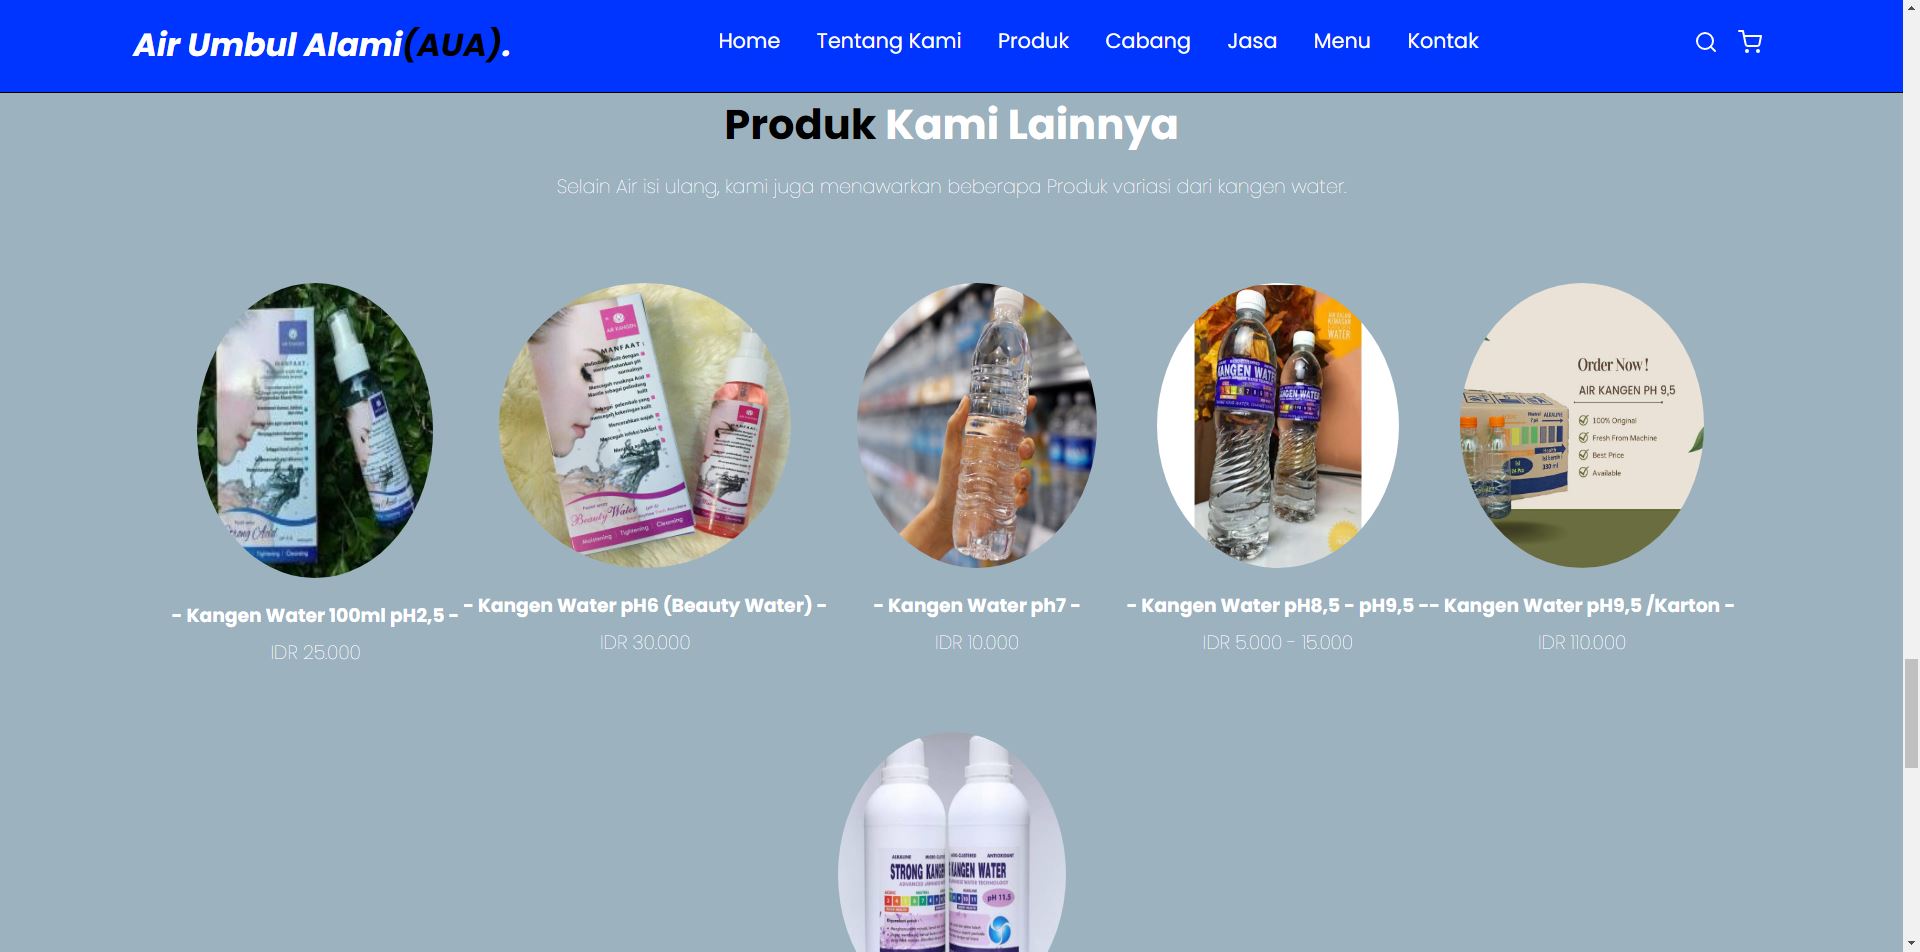 Air Umbul Alami(AUA).
Home Tentang Kami Produk Cabang Jasa Menu Kontak
Produk Kami Lainnya
Selain Air isi ulang, kami juga menawarkan beberapa Produk variasi dari kangen water.
MANFAAT :
AIR KANGEN
MANFAAT :
Beauty Water
Moistening | Tightening | Cleansing
KANGEN WATER
KANGEN WATER
WATER
Order Now !
AIR KANGEN PH 9,5
100% Original
Fresh From Machine
Best Price
Available
- Kangen Water 100ml pH2,5 -
IDR 25.000
- Kangen Water pH6 (Beauty Water) -
IDR 30.000
- Kangen Water ph7 -
IDR 10.000
- Kangen Water pH8,5 - pH9,5 -
IDR 5.000 - 15.000
- Kangen Water pH9,5 /Karton -
IDR 110.000
STRONG KANGEN WATER
pH 11.5